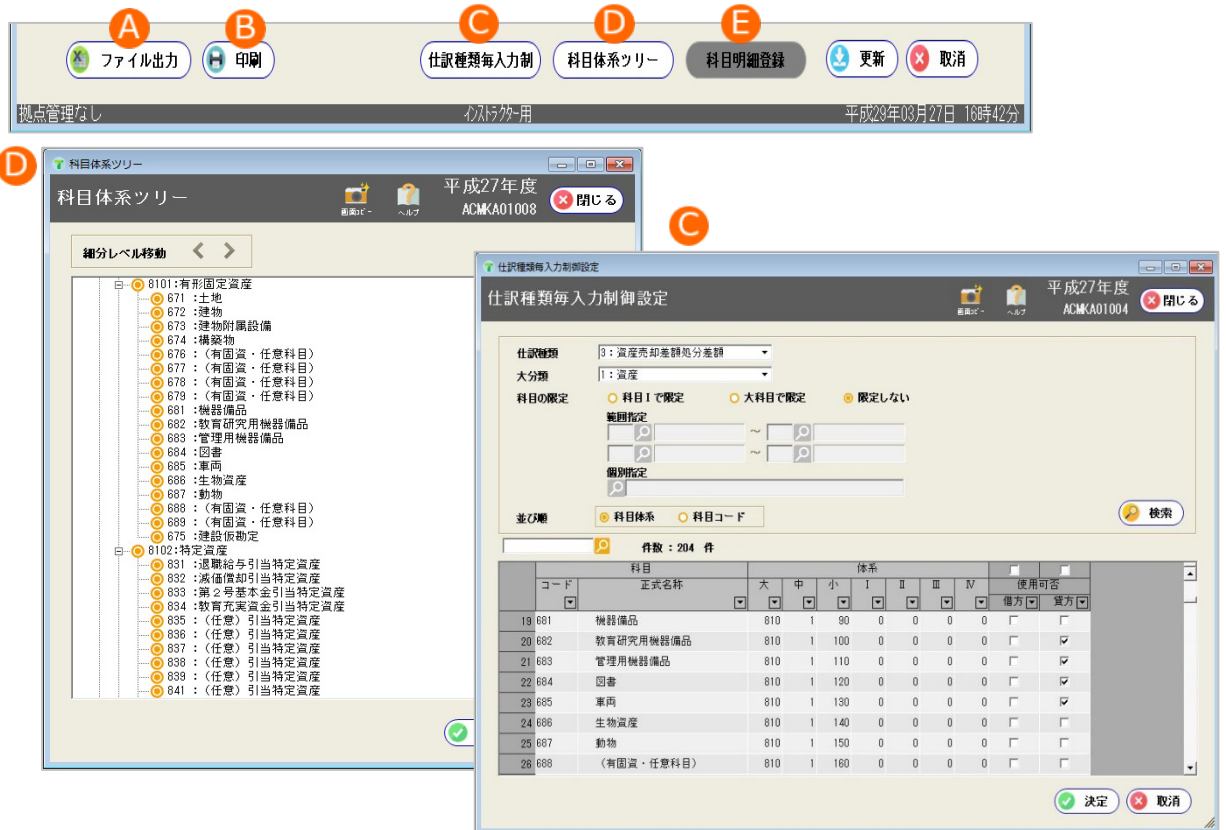 A B C D E
ファイル出力 印刷 仕訳種類毎入力制 科目体系ツリー 科目明細登録 更新 取消
拠点管理なし ｲﾝｽﾄﾗｸﾀｰ用 平成29年03月27日 16時42分
D
科目体系ツリー
科目体系ツリー 画面ｺﾋﾟｰ ヘルプ 平成27年度 ACMKA01008 閉じる
細分レベル移動
8101:有形固定資産
671 :土地
672 :建物
673 :建物附属設備
674 :構築物
676 :（有固資・任意科目）
677 :（有固資・任意科目）
678 :（有固資・任意科目）
679 :（有固資・任意科目）
681 :機器備品
682 :教育研究用機器備品
683 :管理用機器備品
684 :図書
685 :車両
686 :生物資産
687 :動物
688 :（有固資・任意科目）
689 :（有固資・任意科目）
675 :建設仮勘定
8102:特定資産
831 :退職給与引当特定資産
832 :減価償却引当特定資産
833 :第２号基本金引当特定資産
834 :教育充実資金引当特定資産
835 :（任意）引当特定資産
836 :（任意）引当特定資産
837 :（任意）引当特定資産
838 :（任意）引当特定資産
839 :（任意）引当特定資産
841 :（任意）引当特定資産
C
仕訳種類毎入力制御設定
仕訳種類毎入力制御設定 画面ｺﾋﾟｰ ヘルプ 平成27年度 ACMKA01004 閉じる
仕訳種類 3：資産売却差額処分差額
大分類 1：資産
科目の限定 科目Ⅰで限定 大科目で限定 限定しない
範囲指定
～
～
個別指定
並び順 科目体系 科目コード 検索
件数：204 件
科目 体系
コード 正式名称 大 中 小 Ⅰ Ⅱ Ⅲ Ⅳ 使用可否
借方 貸方
19 681 機器備品 810 1 90 0 0 0 0
20 682 教育研究用機器備品 810 1 100 0 0 0 0
21 683 管理用機器備品 810 1 110 0 0 0 0
22 684 図書 810 1 120 0 0 0 0
23 685 車両 810 1 130 0 0 0 0
24 686 生物資産 810 1 140 0 0 0 0
25 687 動物 810 1 150 0 0 0 0
26 688 （有固資・任意科目） 810 1 160 0 0 0 0
決定 取消